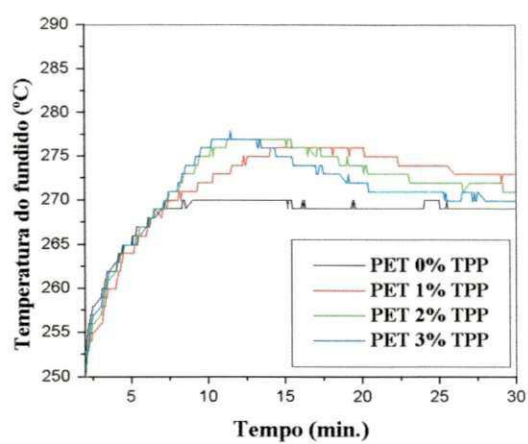 290
285
280
275
270
265
260
255
250
Temperatura do fundido (ºC)
PET 0% TPP
PET 1% TPP
PET 2% TPP
PET 3% TPP
5 10 15 20 25 30
Tempo (min.)